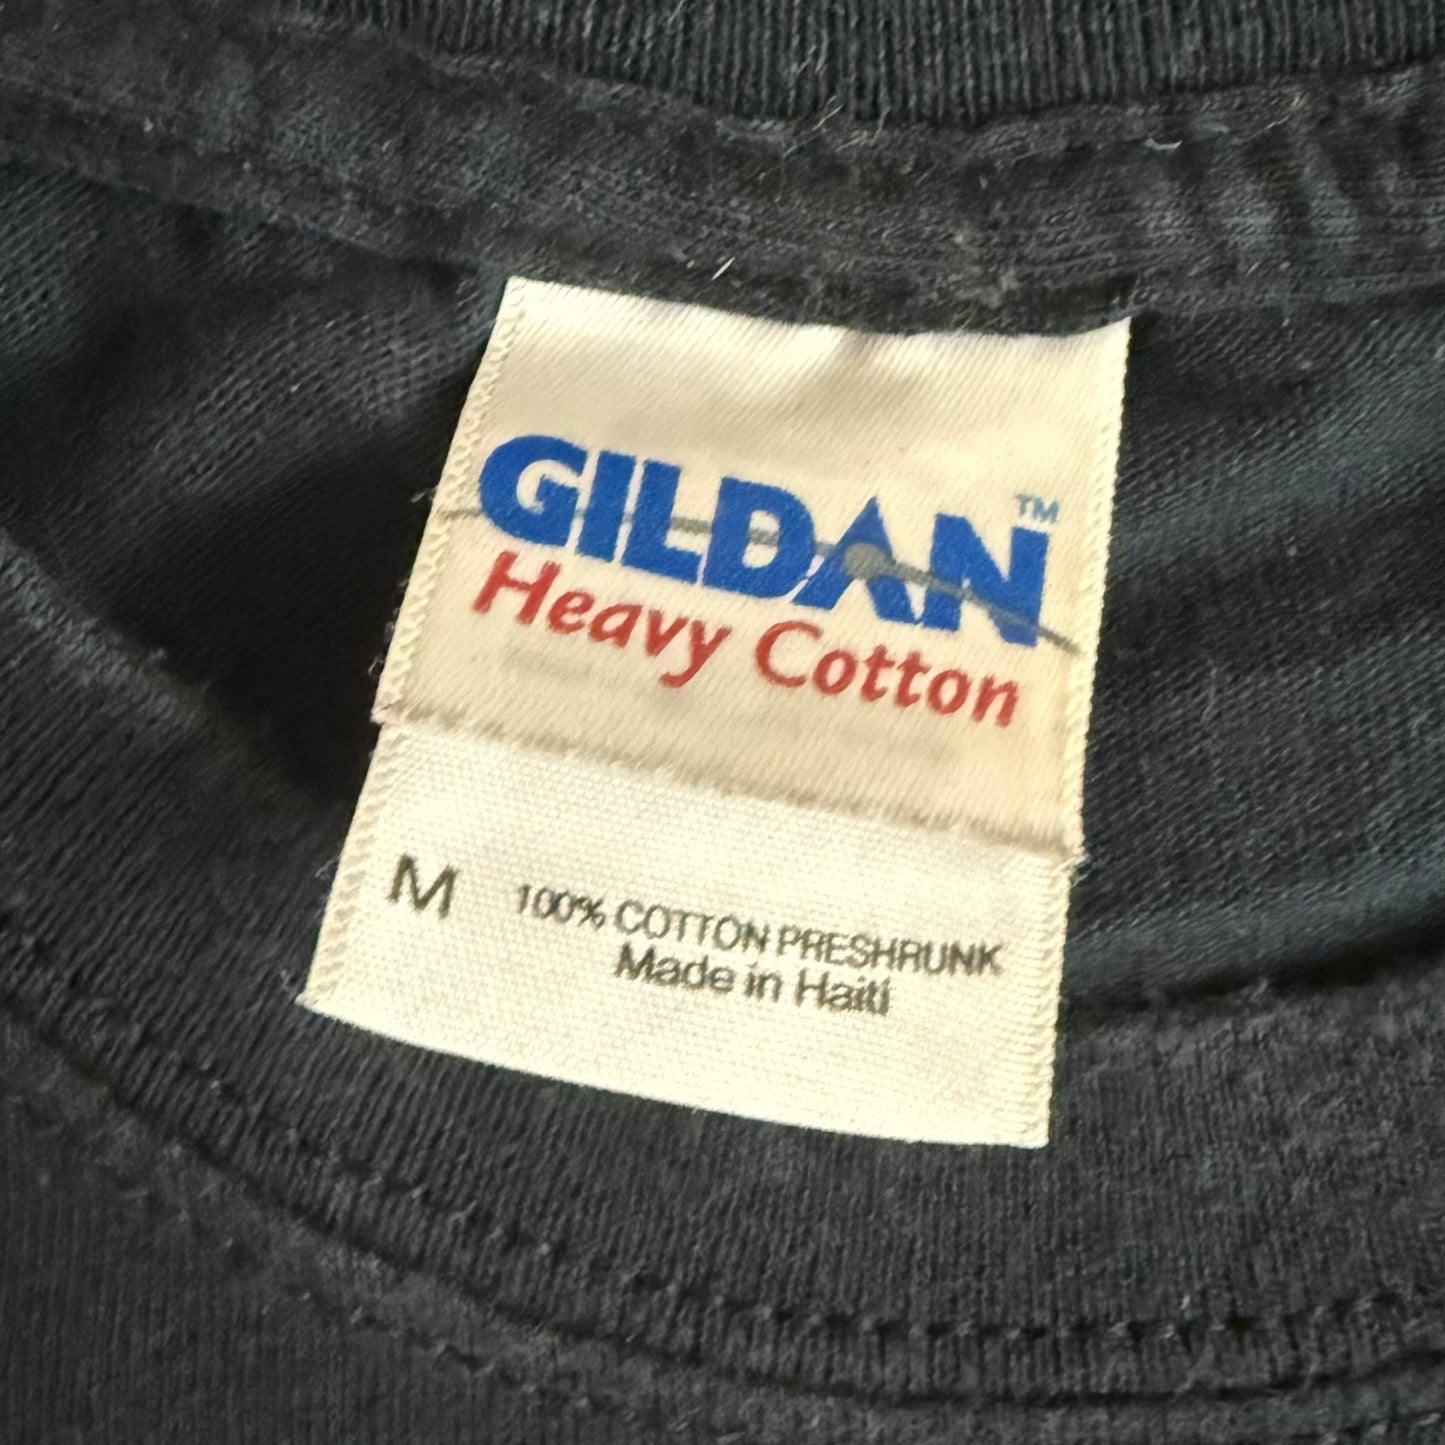 GILDAN™
Heavy Cotton
M 100% COTTON PRESHRUNK
Made in Haiti